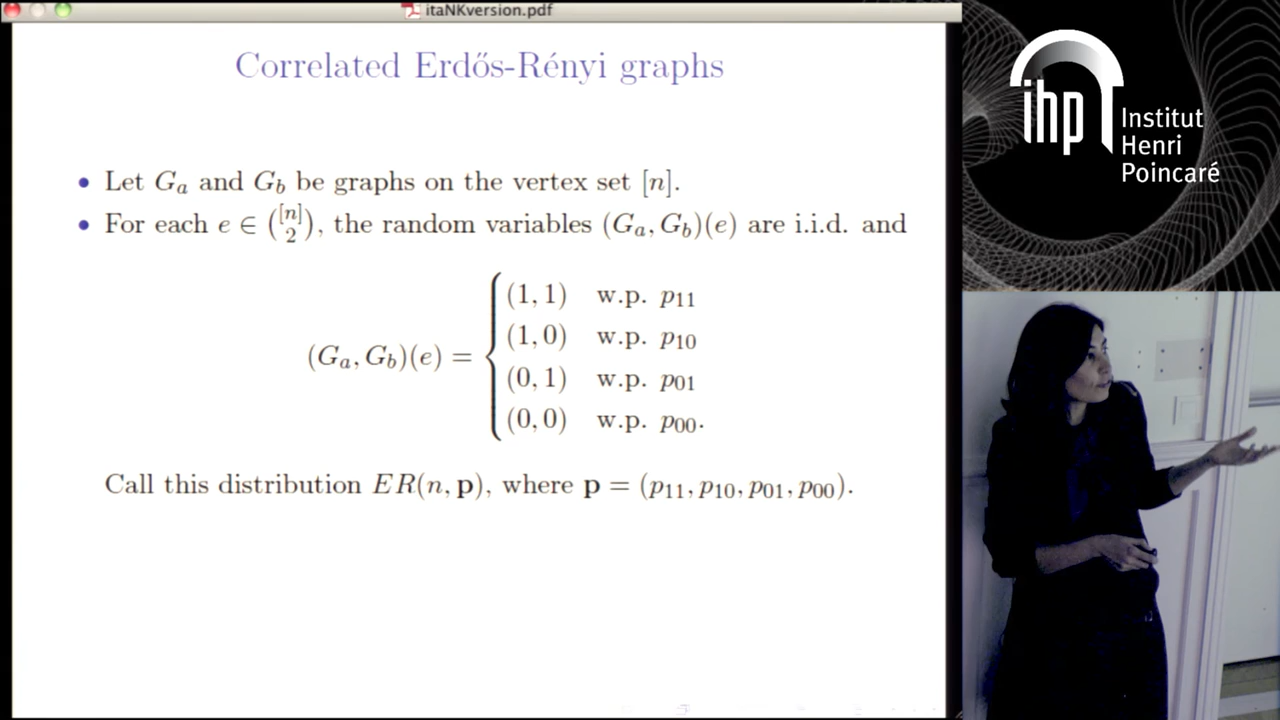 itaNKversion.pdf
Correlated Erdős-Rényi graphs
• Let G_a and G_b be graphs on the vertex set [n].
• For each e ∈ ([n] 2), the random variables (G_a, G_b)(e) are i.i.d. and
(G_a, G_b)(e) = {
(1, 1) w.p. p_11
(1, 0) w.p. p_10
(0, 1) w.p. p_01
(0, 0) w.p. p_00.
Call this distribution ER(n, p), where p = (p_11, p_10, p_01, p_00).
ihp
Institut
Henri
Poincaré